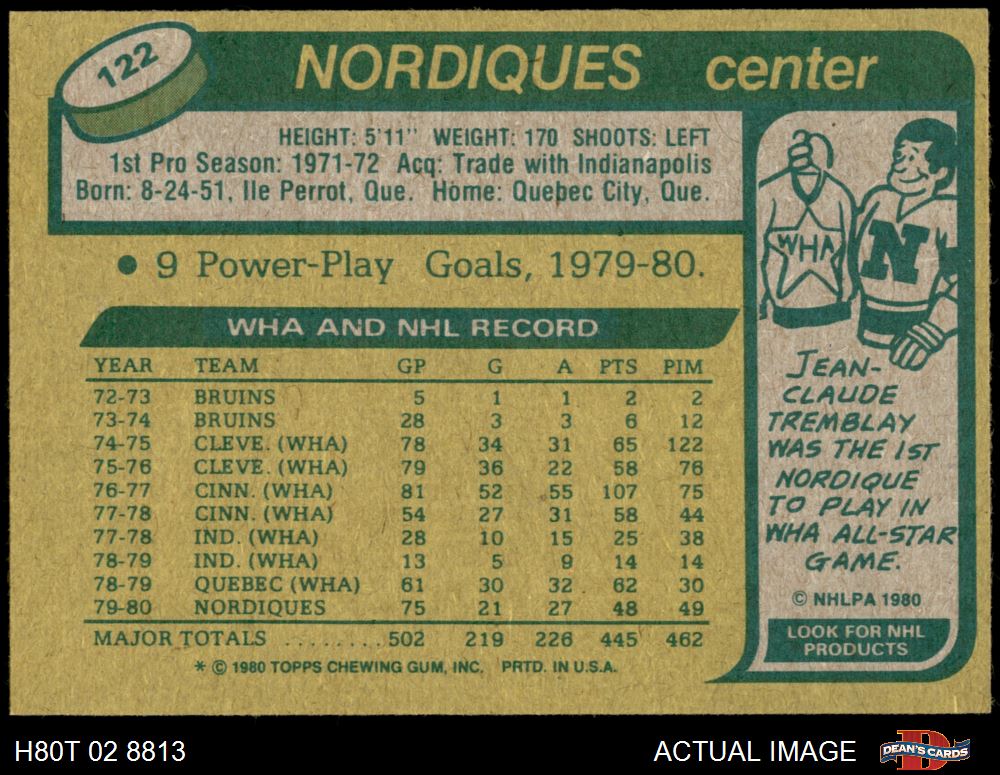 122
NORDIQUES center
HEIGHT: 5'11" WEIGHT: 170 SHOOTS: LEFT
1st Pro Season: 1971-72 Acq: Trade with Indianapolis
Born: 8-24-51, Ile Perrot, Que. Home: Quebec City, Que.
• 9 Power-Play Goals, 1979-80.
WHA AND NHL RECORD
YEAR TEAM GP G A PTS PIM
72-73 BRUINS 5 1 1 2 2
73-74 BRUINS 28 3 3 6 12
74-75 CLEVE. (WHA) 78 34 31 65 122
75-76 CLEVE. (WHA) 79 36 22 58 76
76-77 CINN. (WHA) 81 52 55 107 75
77-78 CINN. (WHA) 54 27 31 58 44
77-78 IND. (WHA) 28 10 15 25 38
78-79 IND. (WHA) 13 5 9 14 14
78-79 QUEBEC (WHA) 61 30 32 62 30
79-80 NORDIQUES 75 21 27 48 49
MAJOR TOTALS ........502 219 226 445 462
* © 1980 TOPPS CHEWING GUM, INC. PRTD. IN U.S.A.
WHA
N
JEAN-
CLAUDE
TREMBLAY
WAS THE 1ST
NORDIQUE
TO PLAY IN
WHA ALL-STAR
GAME.
© NHLPA 1980
LOOK FOR NHL
PRODUCTS
H80T 02 8813
ACTUAL IMAGE
D
DEAN'S CARDS